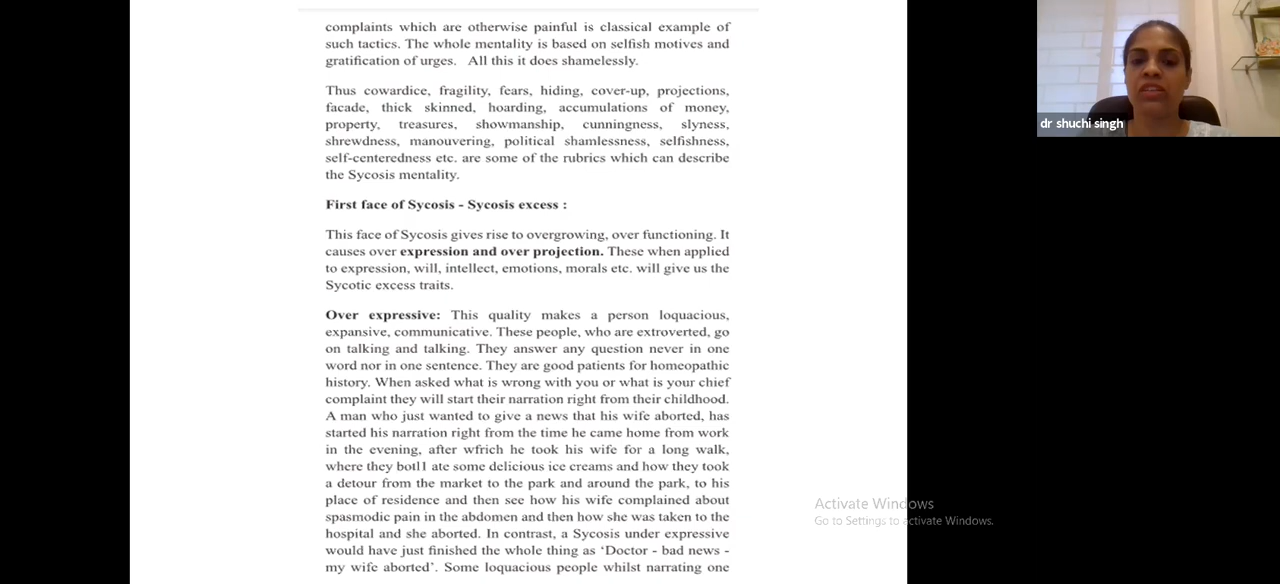 complaints which are otherwise painful is classical example of
such tactics. The whole mentality is based on selfish motives and
gratification of urges. All this it does shamelessly.
Thus cowardice, fragility, fears, hiding, cover-up, projections,
facade, thick skinned, hoarding, accumulations of money,
property, treasures, showmanship, cunningness, slyness,
shrewdness, manouvering, political shamlessness, selfishness,
self-centeredness etc. are some of the rubrics which can describe
the Sycosis mentality.
First face of Sycosis - Sycosis excess :
This face of Sycosis gives rise to overgrowing, over functioning. It
causes over expression and over projection. These when applied
to expression, will, intellect, emotions, morals etc. will give us the
Sycotic excess traits.
Over expressive: This quality makes a person loquacious,
expansive, communicative. These people, who are extroverted, go
on talking and talking. They answer any question never in one
word nor in one sentence. They are good patients for homeopathic
history. When asked what is wrong with you or what is your chief
complaint they will start their narration right from their childhood.
A man who just wanted to give a news that his wife aborted, has
started his narration right from the time he came home from work
in the evening, after wfrich he took his wife for a long walk,
where they botl1 ate some delicious ice creams and how they took
a detour from the market to the park and around the park, to his
place of residence and then see how his wife complained about
spasmodic pain in the abdomen and then how she was taken to the
hospital and she aborted. In contrast, a Sycosis under expressive
would have just finished the whole thing as ‘Doctor - bad news -
my wife aborted’. Some loquacious people whilst narrating one
dr shuchi singh
Activate Windows
Go to Settings to activate Windows.